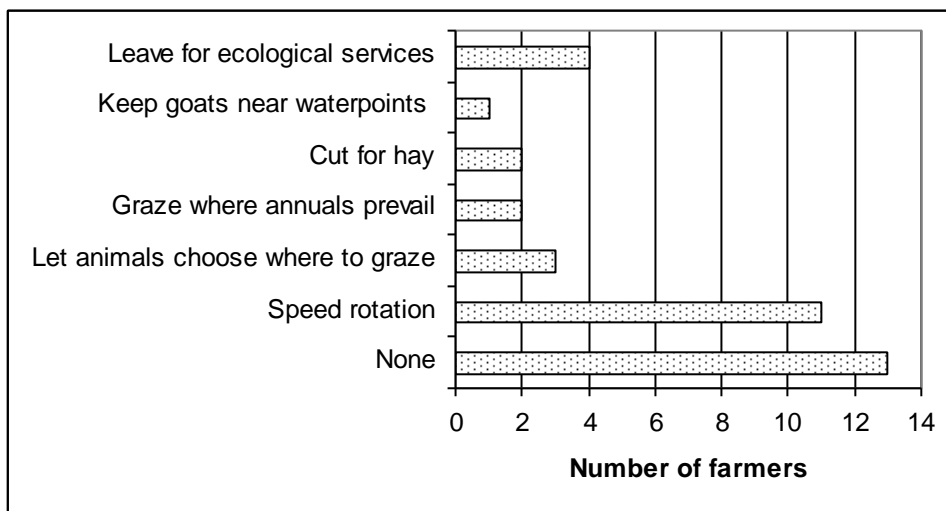 Leave for ecological services
Keep goats near waterpoints
Cut for hay
Graze where annuals prevail
Let animals choose where to graze
Speed rotation
None
0 2 4 6 8 10 12 14
Number of farmers